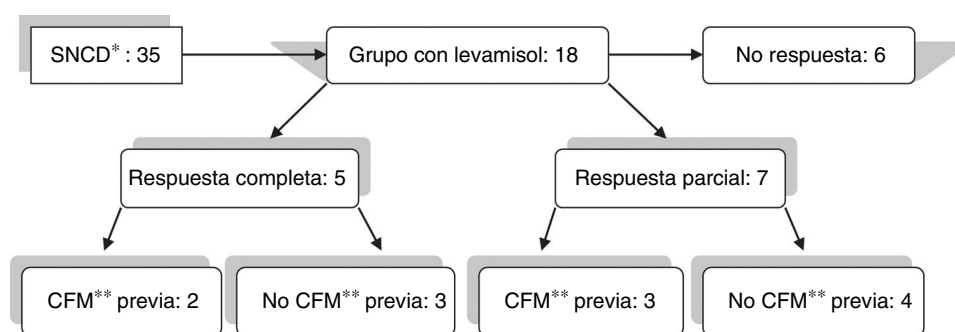 SNCD* : 35
Grupo con levamisol: 18
No respuesta: 6
Respuesta completa: 5
Respuesta parcial: 7
CFM** previa: 2
No CFM** previa: 3
CFM** previa: 3
No CFM** previa: 4